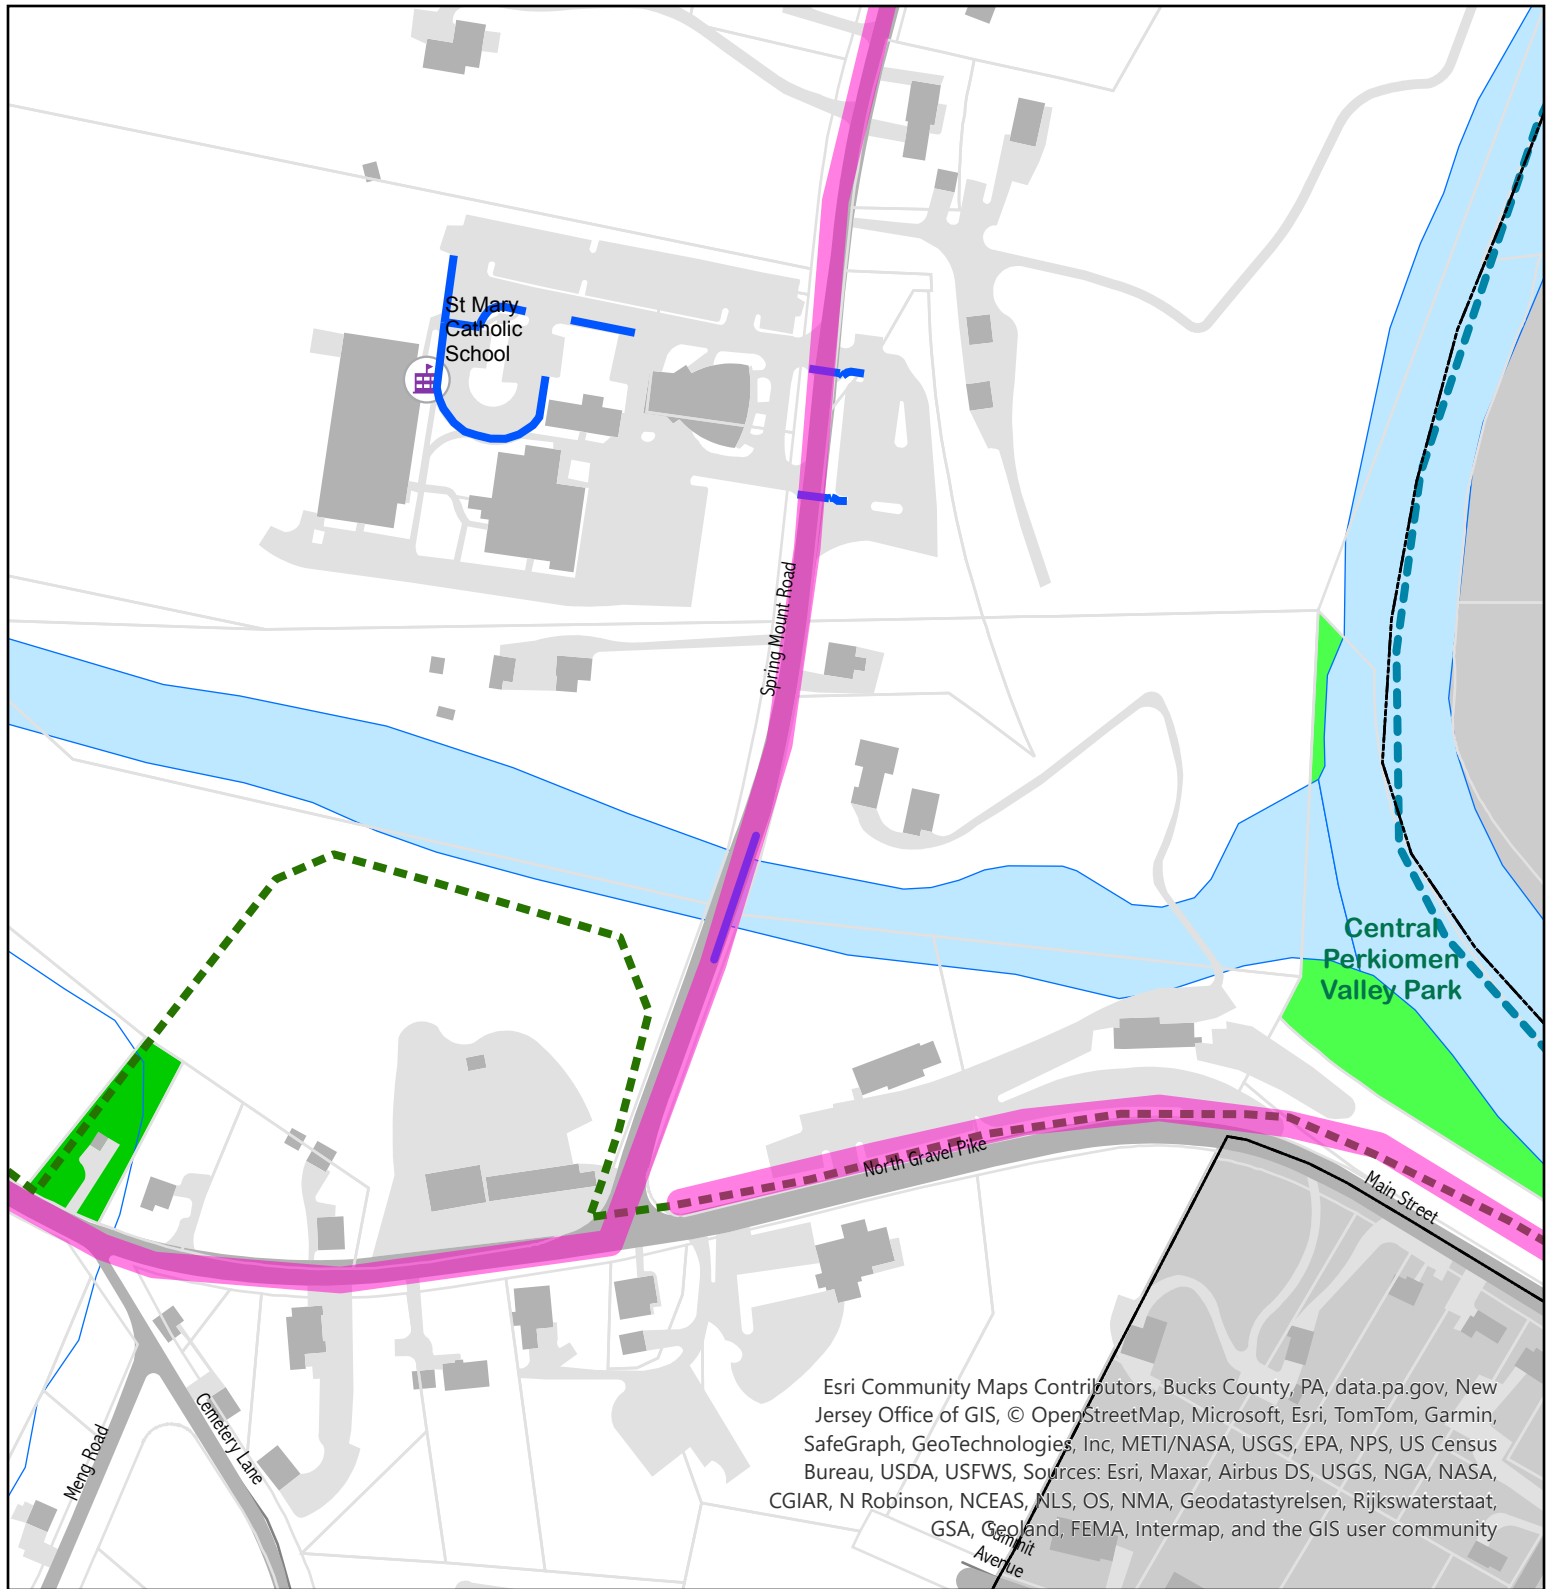 St Mary
Catholic
School
Spring Mount Road
Central
Perkiomen
Valley Park
North Gravel Pike
Main Street
Meng Road
Cemetery Lane
Esri Community Maps Contributors, Bucks County, PA, data.pa.gov, New
Jersey Office of GIS, © OpenStreetMap, Microsoft, Esri, TomTom, Garmin,
SafeGraph, GeoTechnologies, Inc, METI/NASA, USGS, EPA, NPS, US Census
Bureau, USDA, USFWS, Sources: Esri, Maxar, Airbus DS, USGS, NGA, NASA,
CGIAR, N Robinson, NCEAS, NLS, OS, NMA, Geodatastyrelsen, Rijkswaterstaat,
GSA, Geoland, FEMA, Intermap, and the GIS user community
Summit
Avenue